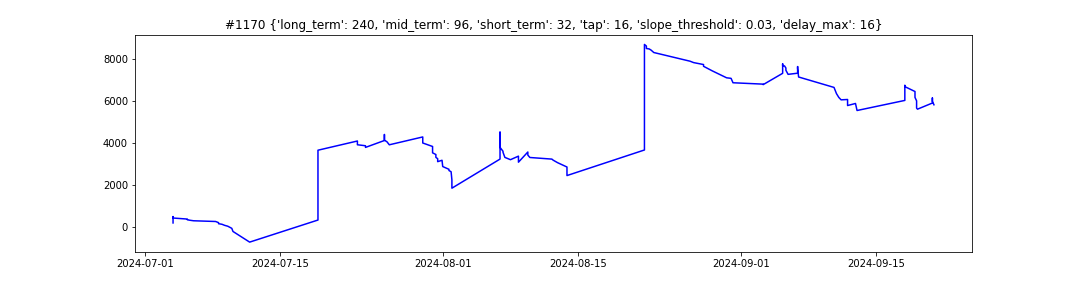 #1170 {'long_term': 240, 'mid_term': 96, 'short_term': 32, 'tap': 16, 'slope_threshold': 0.03, 'delay_max': 16}
8000
6000
4000
2000
0
2024-07-01 2024-07-15 2024-08-01 2024-08-15 2024-09-01 2024-09-15